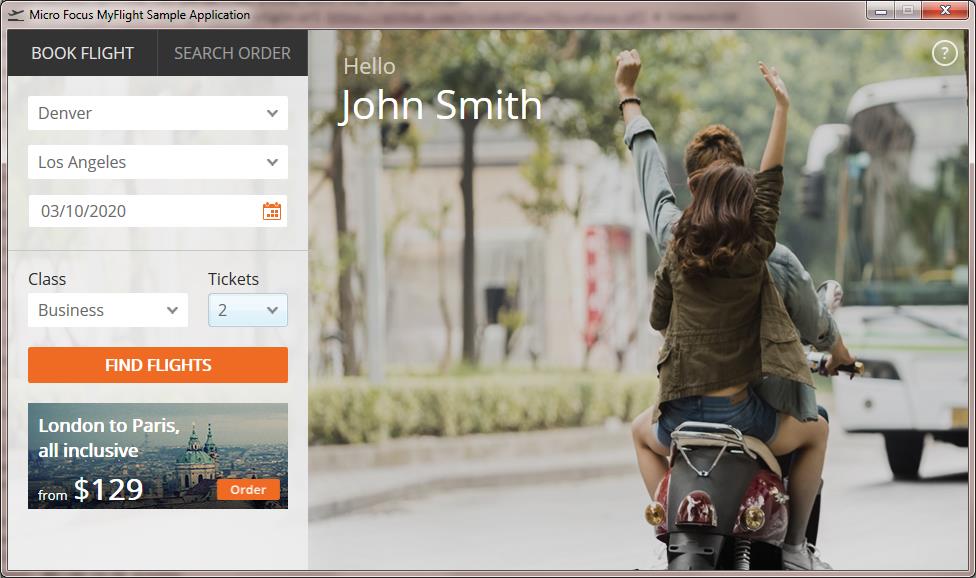 Micro Focus MyFlight Sample Application
BOOK FLIGHT
SEARCH ORDER
Denver
Los Angeles
03/10/2020
Class
Tickets
Business
2
FIND FLIGHTS
London to Paris,
all inclusive
from $129
Order
Hello
John Smith
?